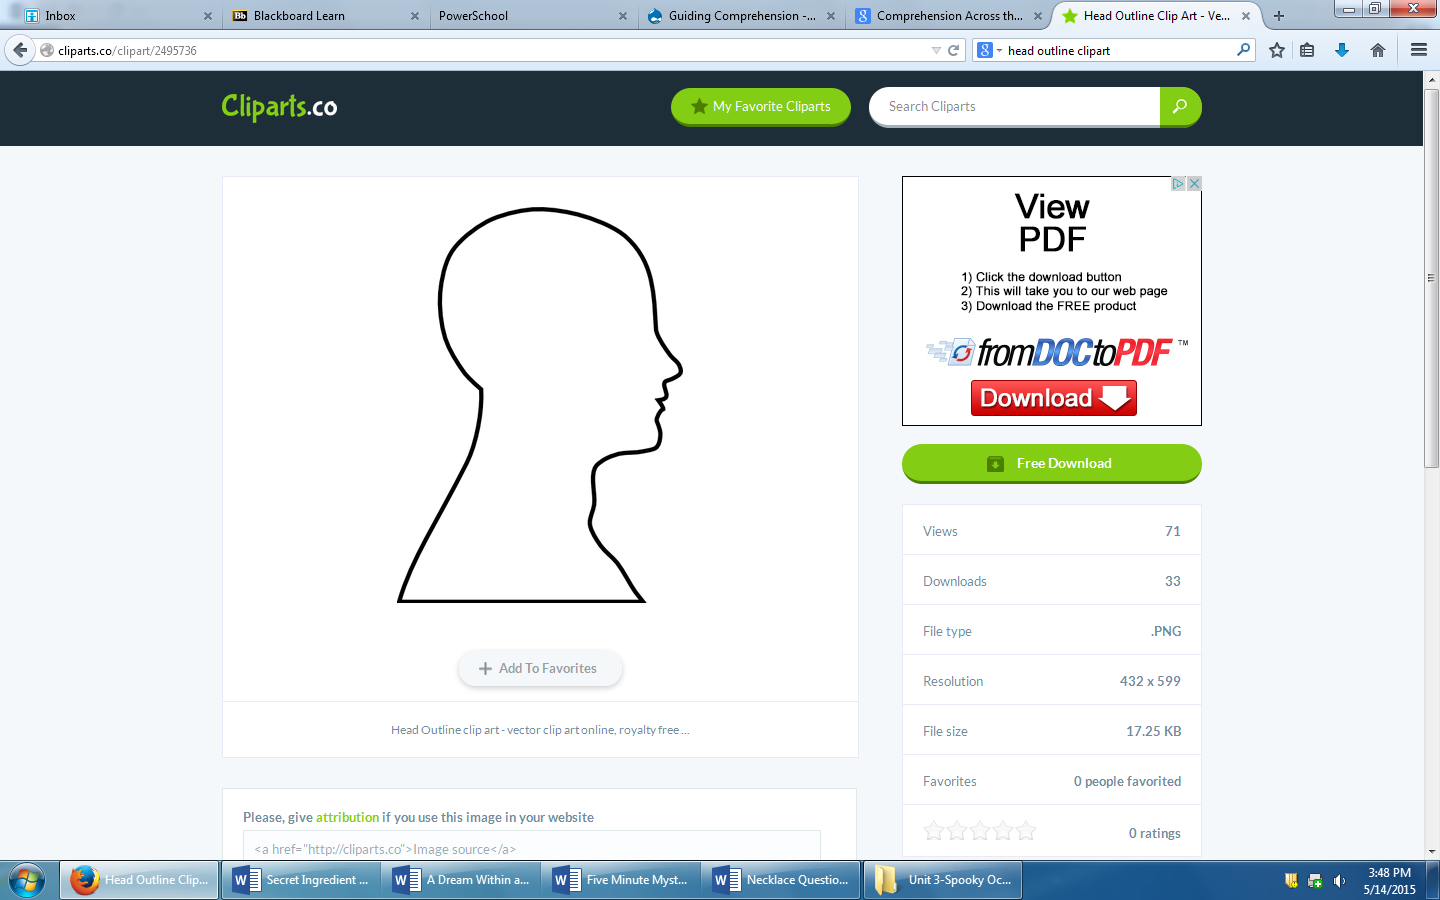 Inbox
Blackboard Learn
PowerSchool
Guiding Comprehension -...
Comprehension Across th...
Head Outline Clip Art - Ve...
cliparts.co/clipart/2495736
head outline clipart
Cliparts.co
My Favorite Cliparts
Search Cliparts
View
PDF
1) Click the download button
2) This will take you to our web page
3) Download the FREE product
fromDOCtoPDF ™
Download
Free Download
Views 71
Downloads 33
File type .PNG
Resolution 432 x 599
File size 17.25 KB
Favorites 0 people favorited
0 ratings
Add To Favorites
Head Outline clip art - vector clip art online, royalty free ...
Please, give attribution if you use this image in your website
<a href="http://cliparts.co">Image source</a>
Head Outline Clip...
Secret Ingredient ...
A Dream Within a...
Five Minute Myst...
Necklace Questio...
Unit 3-Spooky Oc...
3:48 PM
5/14/2015